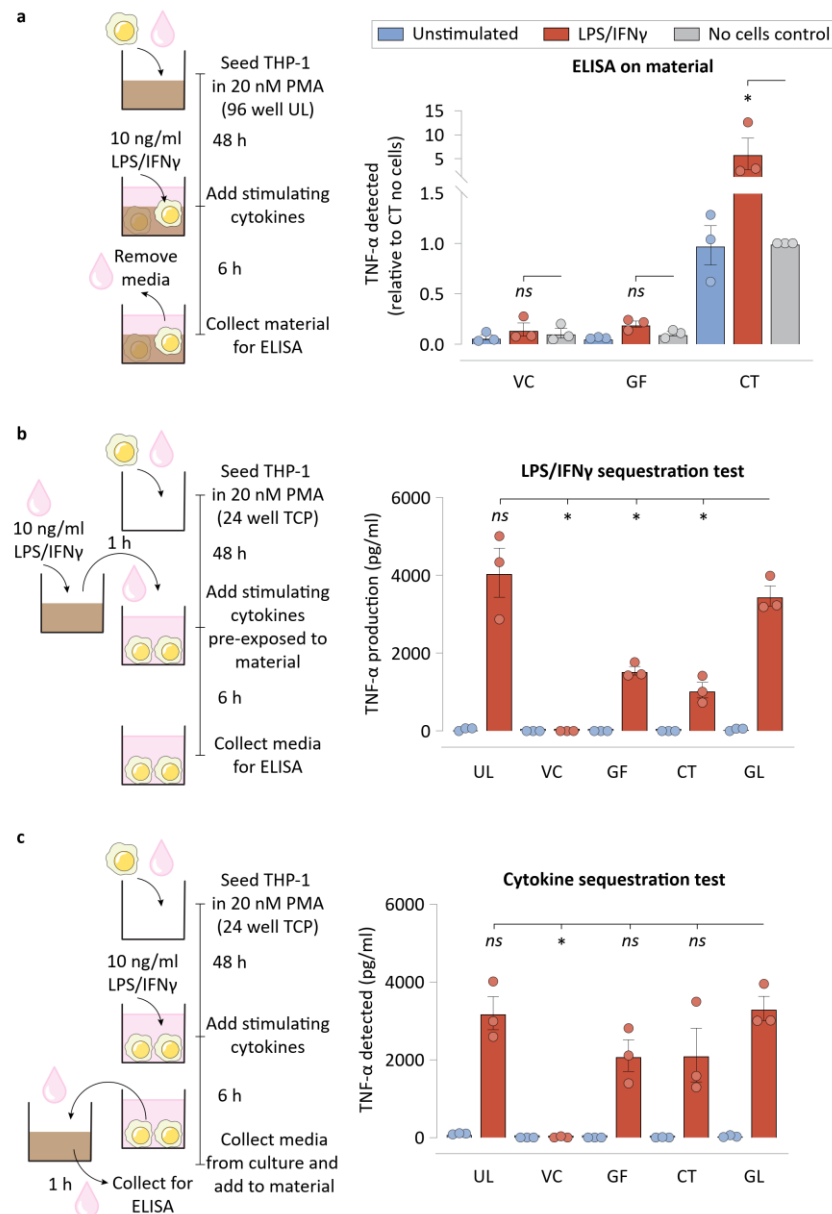 a
Unstimulated LPS/IFNγ No cells control
Seed THP-1
in 20 nM PMA
(96 well UL)
10 ng/ml
LPS/IFNγ
48 h
Add stimulating
cytokines
Remove
media
6 h
Collect material
for ELISA
ELISA on material
TNF-α detected
(relative to CT no cells)
15
10
5
1.5
1.0
0.5
0.0
ns
ns
*
VC GF CT
b
Seed THP-1
in 20 nM PMA
(24 well TCP)
10 ng/ml
LPS/IFNγ
1 h
48 h
Add stimulating
cytokines
pre-exposed to
material
6 h
Collect media
for ELISA
LPS/IFNγ sequestration test
TNF-α production (pg/ml)
6000
4000
2000
0
ns * * *
UL VC GF CT GL
c
Seed THP-1
in 20 nM PMA
(24 well TCP)
10 ng/ml
LPS/IFNγ
48 h
Add stimulating
cytokines
6 h
Collect media
from culture and
add to material
1 h
Collect for
ELISA
Cytokine sequestration test
TNF-α detected (pg/ml)
6000
4000
2000
0
ns * ns ns
UL VC GF CT GL